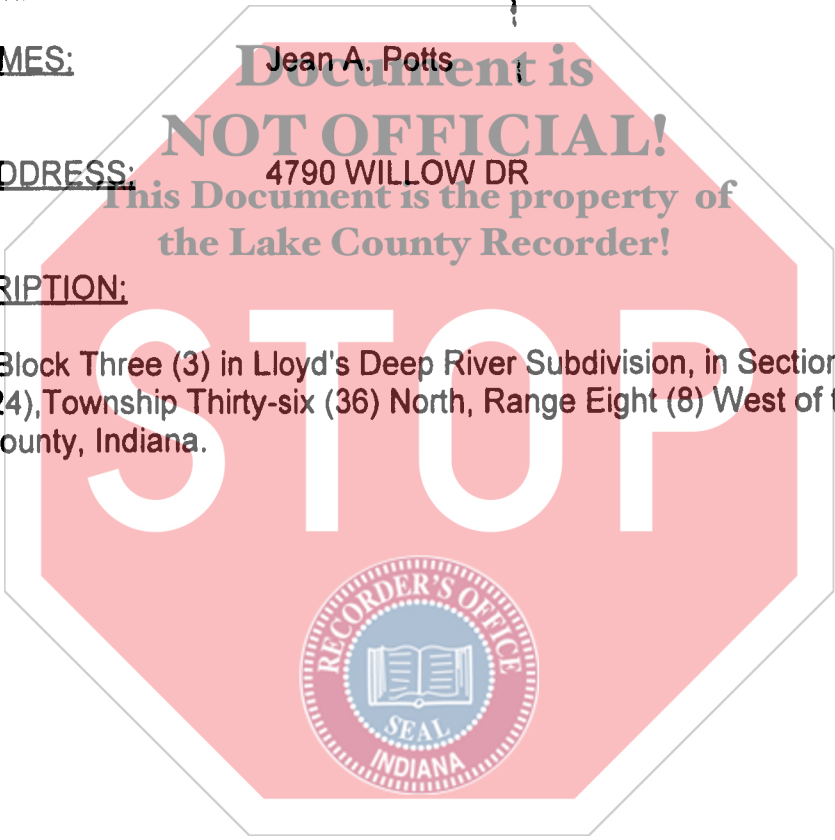 MES: Jean A. Potts
Document is
NOT OFFICIAL!
DDRESS: 4790 WILLOW DR
This Document is the property of
the Lake County Recorder!
RIPTION:
STOP
Block Three (3) in Lloyd's Deep River Subdivision, in Section
24),Township Thirty-six (36) North, Range Eight (8) West of t
ounty, Indiana.
RECORDER'S OFFICE
SEAL
INDIANA